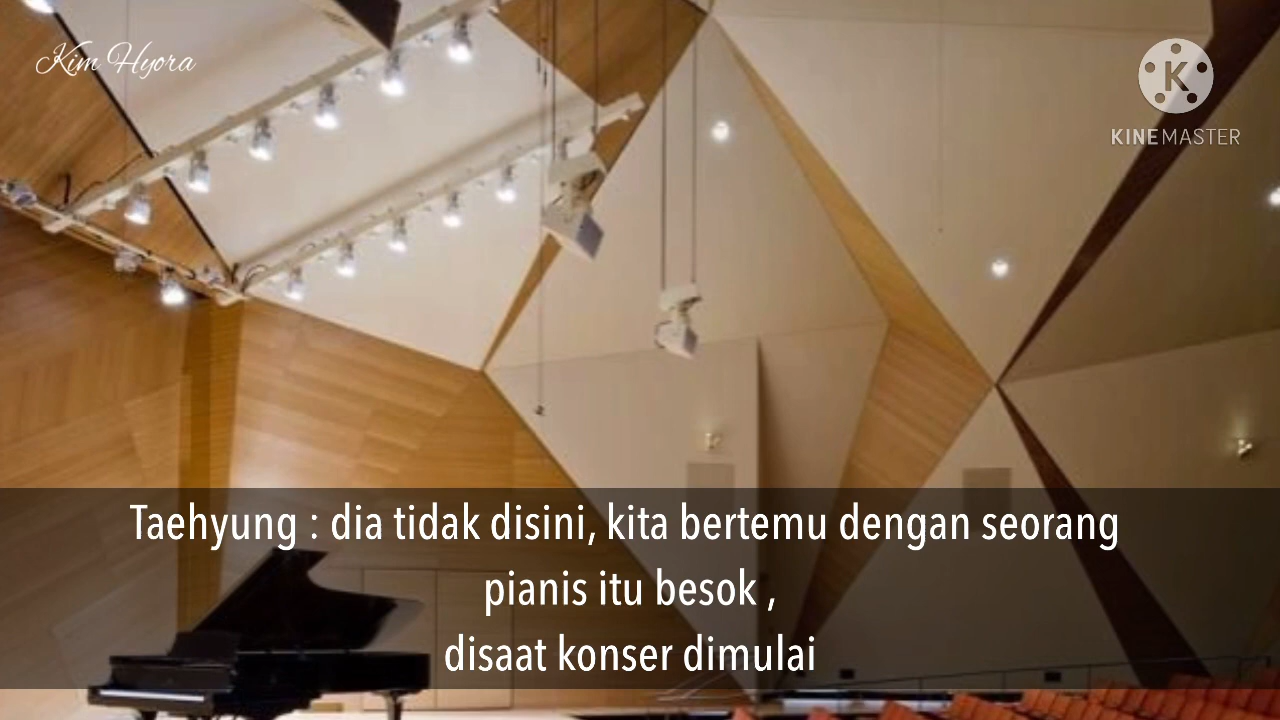 Kim Hyora
K
KINEMASTER
Taehyung : dia tidak disini, kita bertemu dengan seorang
pianis itu besok ,
disaat konser dimulai